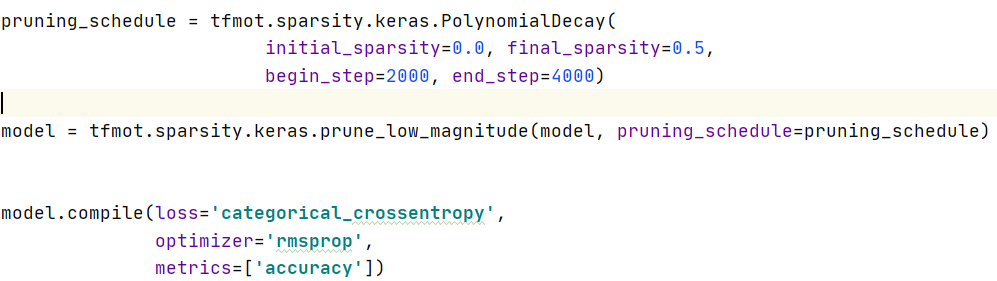 pruning_schedule = tfmot.sparsity.keras.PolynomialDecay(
                        initial_sparsity=0.0, final_sparsity=0.5,
                        begin_step=2000, end_step=4000)
model = tfmot.sparsity.keras.prune_low_magnitude(model, pruning_schedule=pruning_schedule)
model.compile(loss='categorical_crossentropy',
              optimizer='rmsprop',
              metrics=['accuracy'])